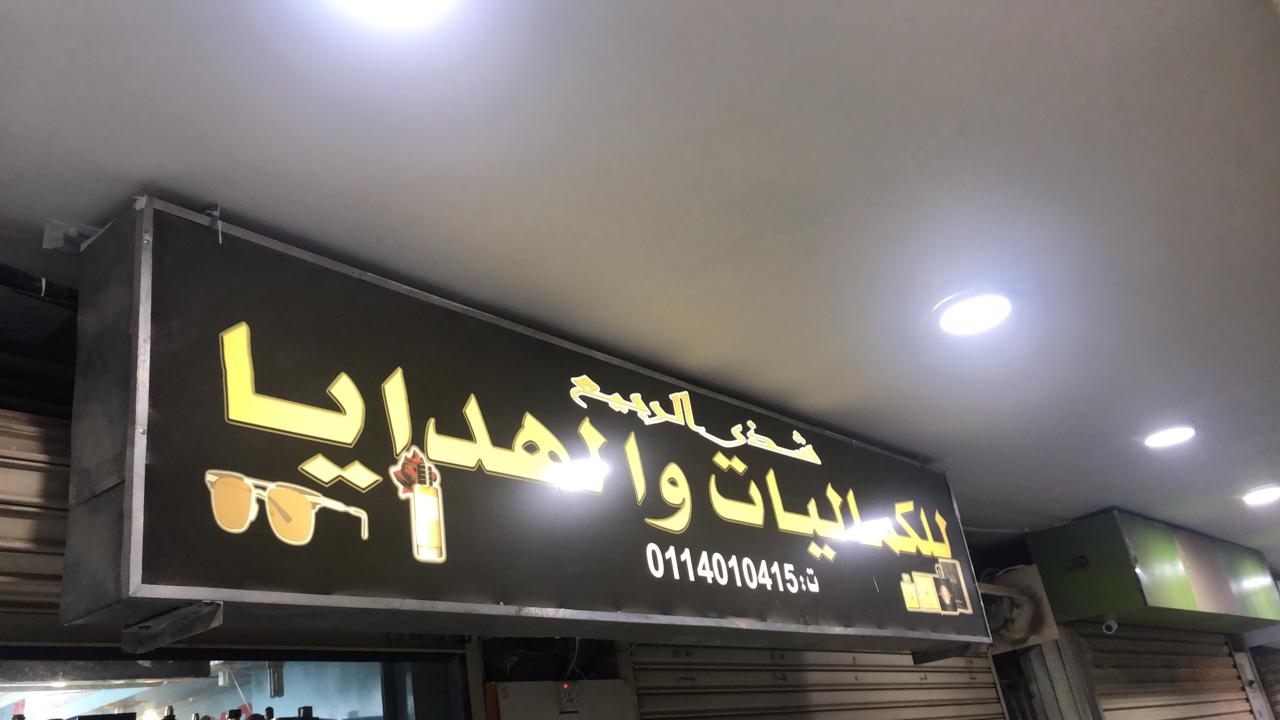 شذى الربيع
للكماليات والهدايا
ت: 0114010415